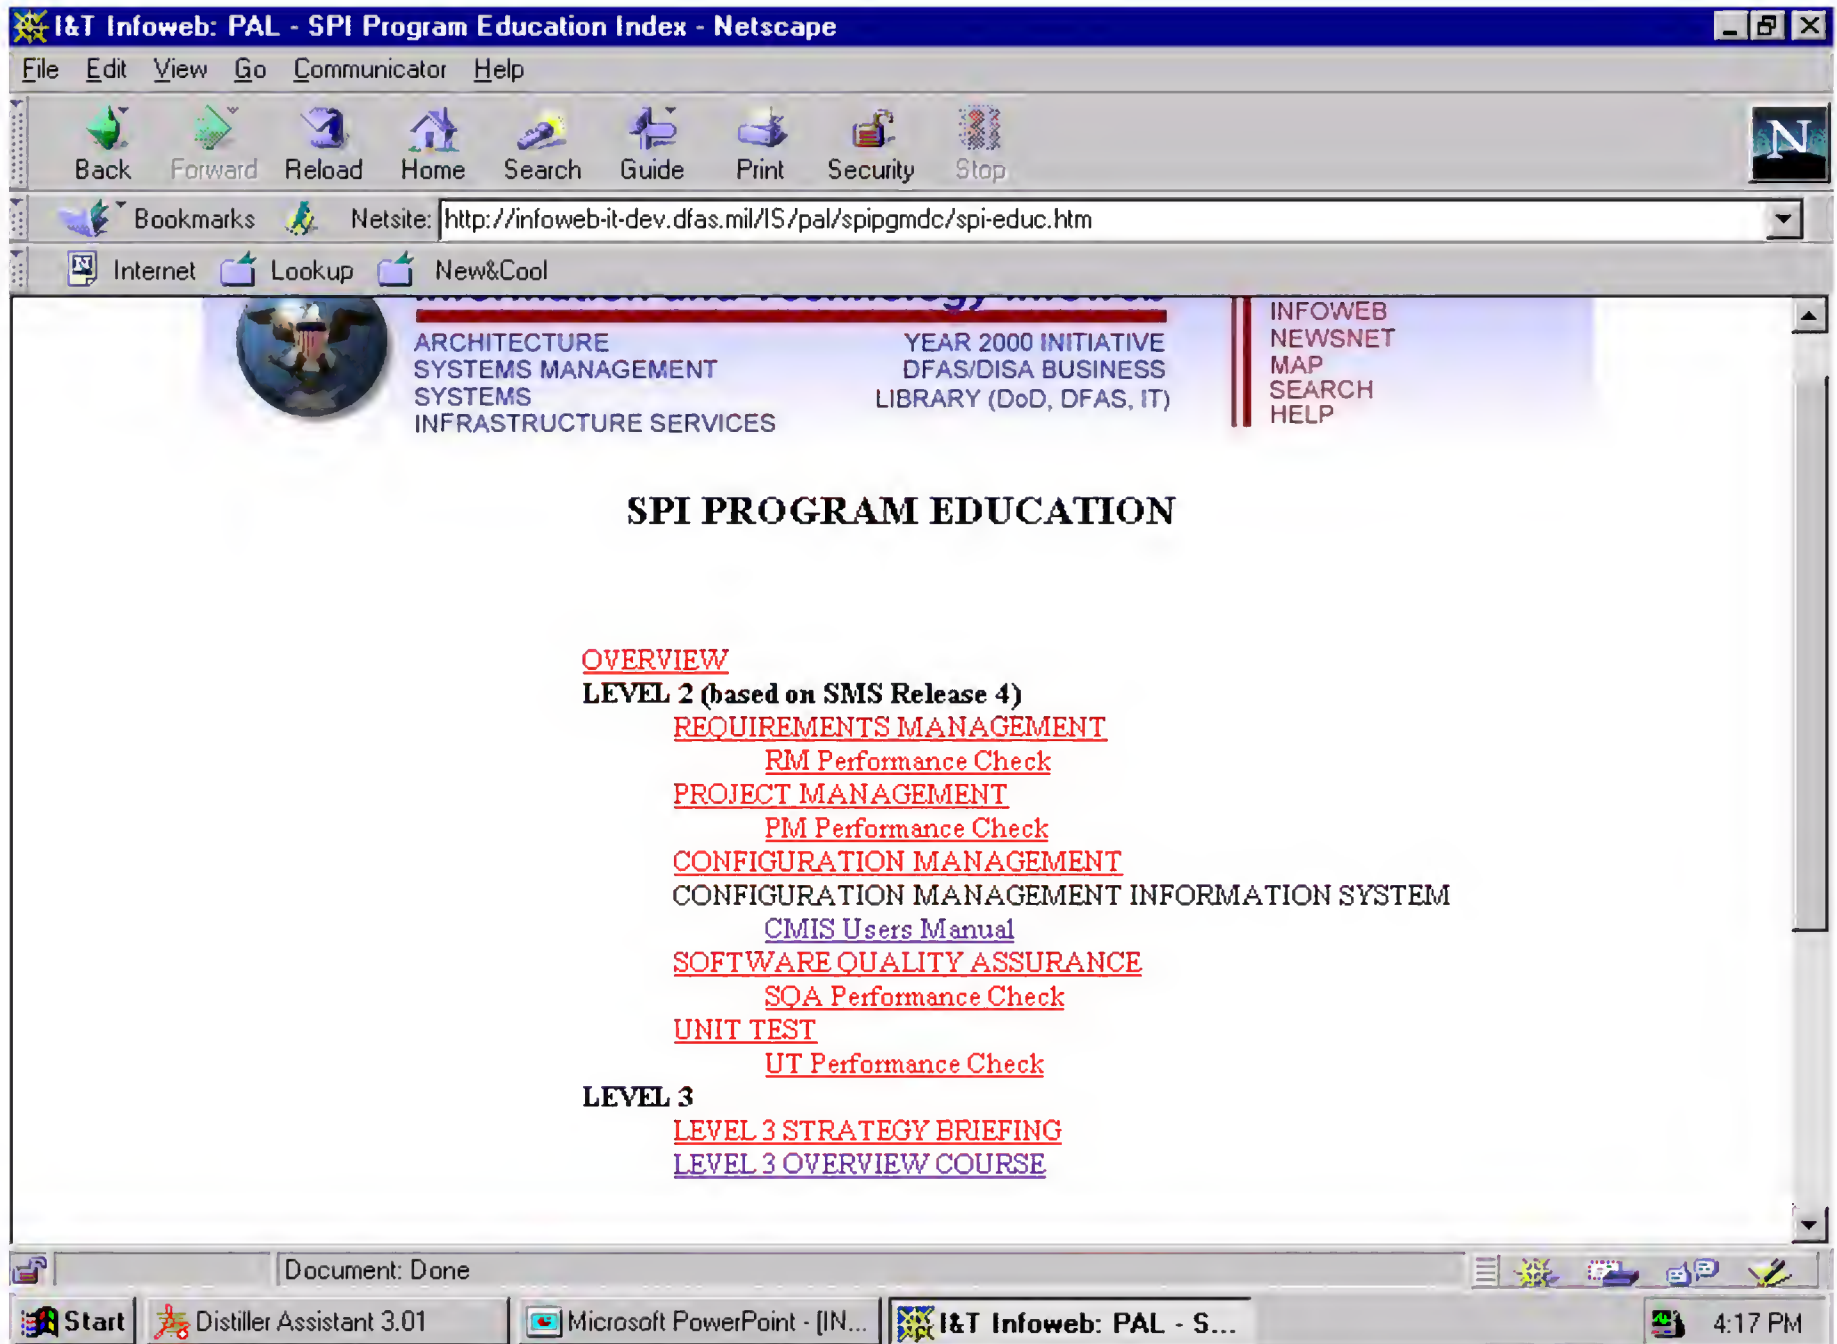 I&T Infoweb: PAL - SPI Program Education Index - Netscape
File Edit View Go Communicator Help
Back Forward Reload Home Search Guide Print Security Stop
N
Bookmarks Netsite: http://infoweb-it-dev.dfas.mil/IS/pal/spipgmdc/spi-educ.htm
Internet Lookup New&Cool
Information and Technology Infoweb
ARCHITECTURE
SYSTEMS MANAGEMENT
SYSTEMS
INFRASTRUCTURE SERVICES
YEAR 2000 INITIATIVE
DFAS/DISA BUSINESS
LIBRARY (DoD, DFAS, IT)
INFOWEB
NEWSNET
MAP
SEARCH
HELP
SPI PROGRAM EDUCATION
OVERVIEW
LEVEL 2 (based on SMS Release 4)
REQUIREMENTS MANAGEMENT
RM Performance Check
PROJECT MANAGEMENT
PM Performance Check
CONFIGURATION MANAGEMENT
CONFIGURATION MANAGEMENT INFORMATION SYSTEM
CMIS Users Manual
SOFTWARE QUALITY ASSURANCE
SQA Performance Check
UNIT TEST
UT Performance Check
LEVEL 3
LEVEL 3 STRATEGY BRIEFING
LEVEL 3 OVERVIEW COURSE
Document: Done
Start Distiller Assistant 3.01 Microsoft PowerPoint - [IN... I&T Infoweb: PAL - S... 4:17 PM